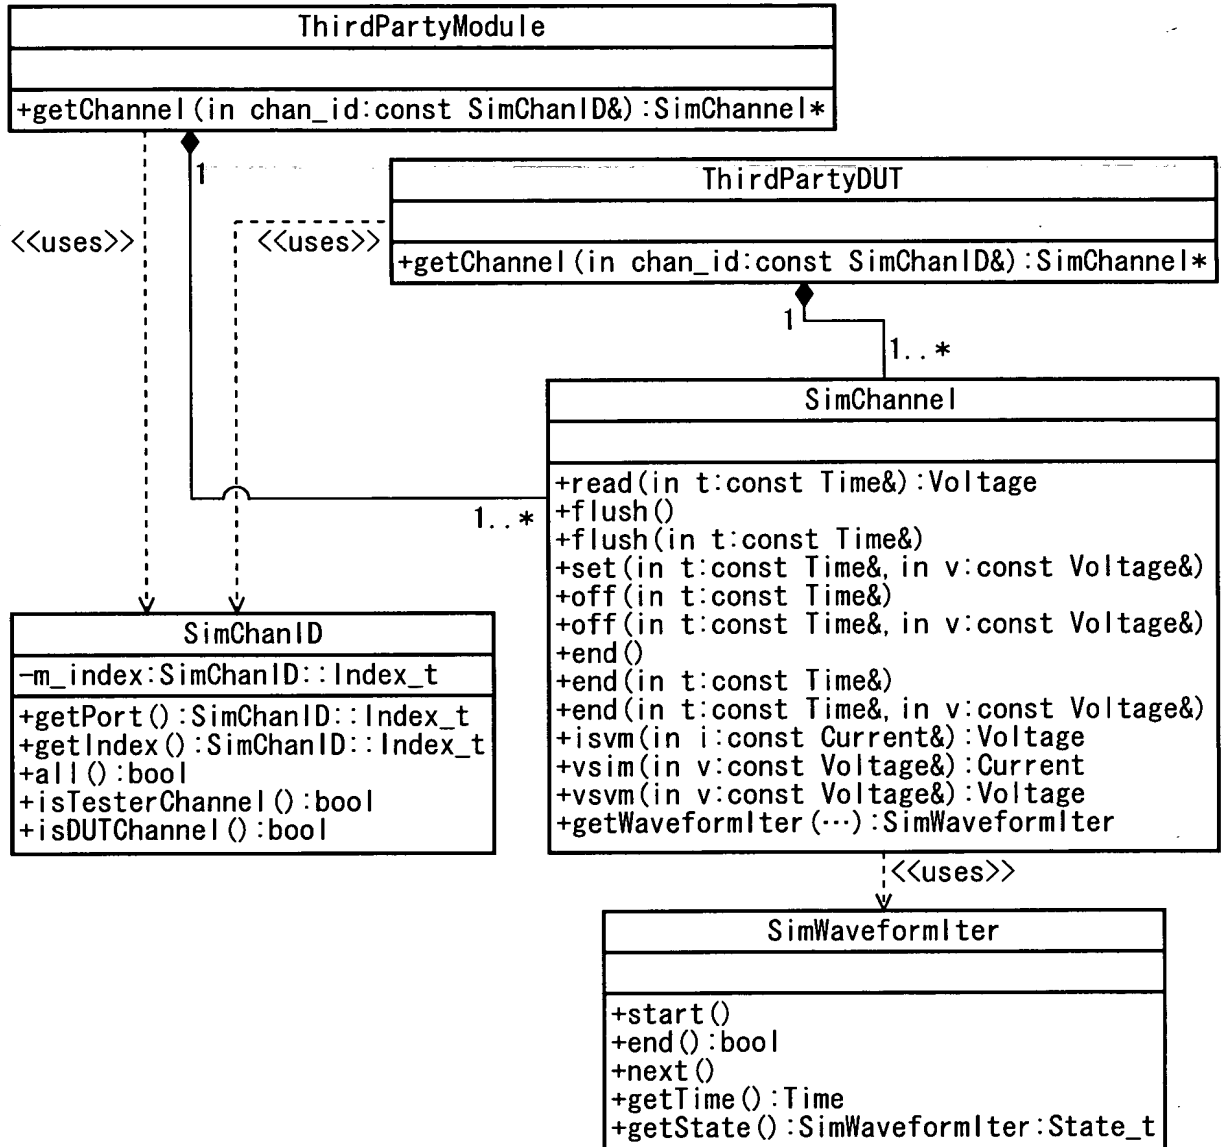 ThirdPartyModule
+getChannel(in chan_id:const SimChanID&):SimChannel*
1
ThirdPartyDUT
+getChannel(in chan_id:const SimChanID&):SimChannel*
<<uses>>
<<uses>>
1
1..*
SimChannel
+read(in t:const Time&):Voltage
+flush()
+flush(in t:const Time&)
+set(in t:const Time&, in v:const Voltage&)
+off(in t:const Time&)
+off(in t:const Time&, in v:const Voltage&)
+end()
+end(in t:const Time&)
+end(in t:const Time&, in v:const Voltage&)
+isvm(in i:const Current&):Voltage
+vsim(in v:const Voltage&):Current
+vsvm(in v:const Voltage&):Voltage
+getWaveformIter(…):SimWaveformIter
1..*
SimChanID
-m_index:SimChanID::Index_t
+getPort():SimChanID::Index_t
+getIndex():SimChanID::Index_t
+all():bool
+isTesterChannel():bool
+isDUTChannel():bool
<<uses>>
SimWaveformIter
+start()
+end():bool
+next()
+getTime():Time
+getState():SimWaveformIter:State_t